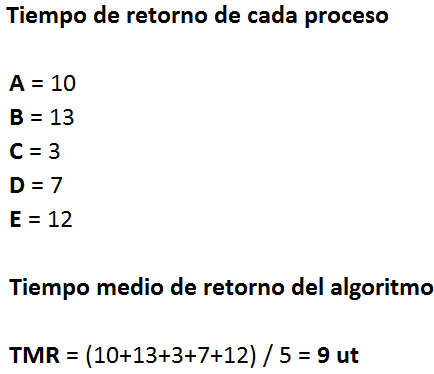 Tiempo de retorno de cada proceso
A = 10
B = 13
C = 3
D = 7
E = 12
Tiempo medio de retorno del algoritmo
TMR = (10+13+3+7+12) / 5 = 9 ut